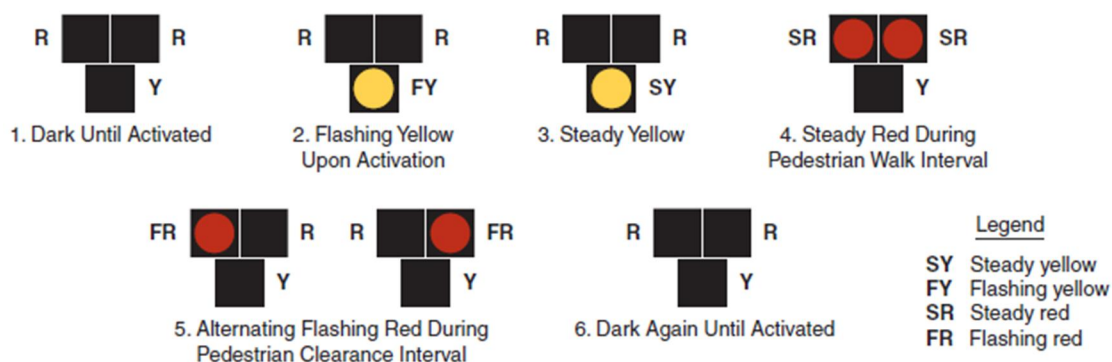 R R R R R R SR SR
Y FY SY Y
1. Dark Until Activated 2. Flashing Yellow 3. Steady Yellow 4. Steady Red During
Upon Activation Pedestrian Walk Interval
FR R R FR R R
Y Y Y
5. Alternating Flashing Red During
Pedestrian Clearance Interval
6. Dark Again Until Activated
Legend
SY Steady yellow
FY Flashing yellow
SR Steady red
FR Flashing red